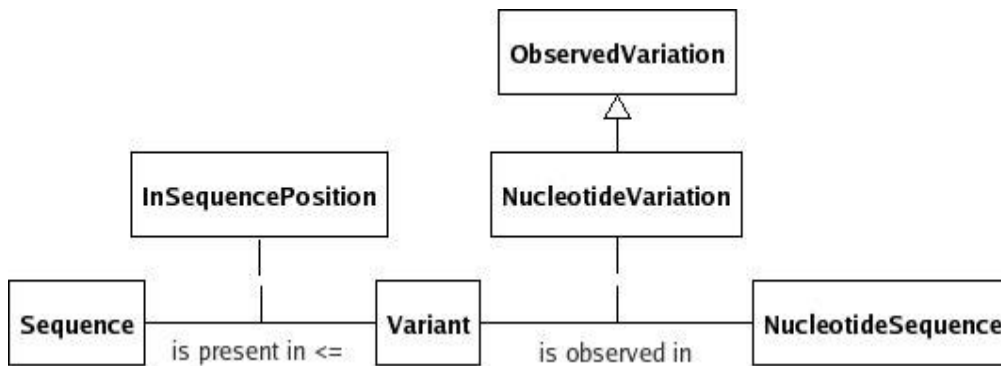 ObservedVariation
InSequencePosition
NucleotideVariation
Sequence
Variant
NucleotideSequence
is present in <=
is observed in